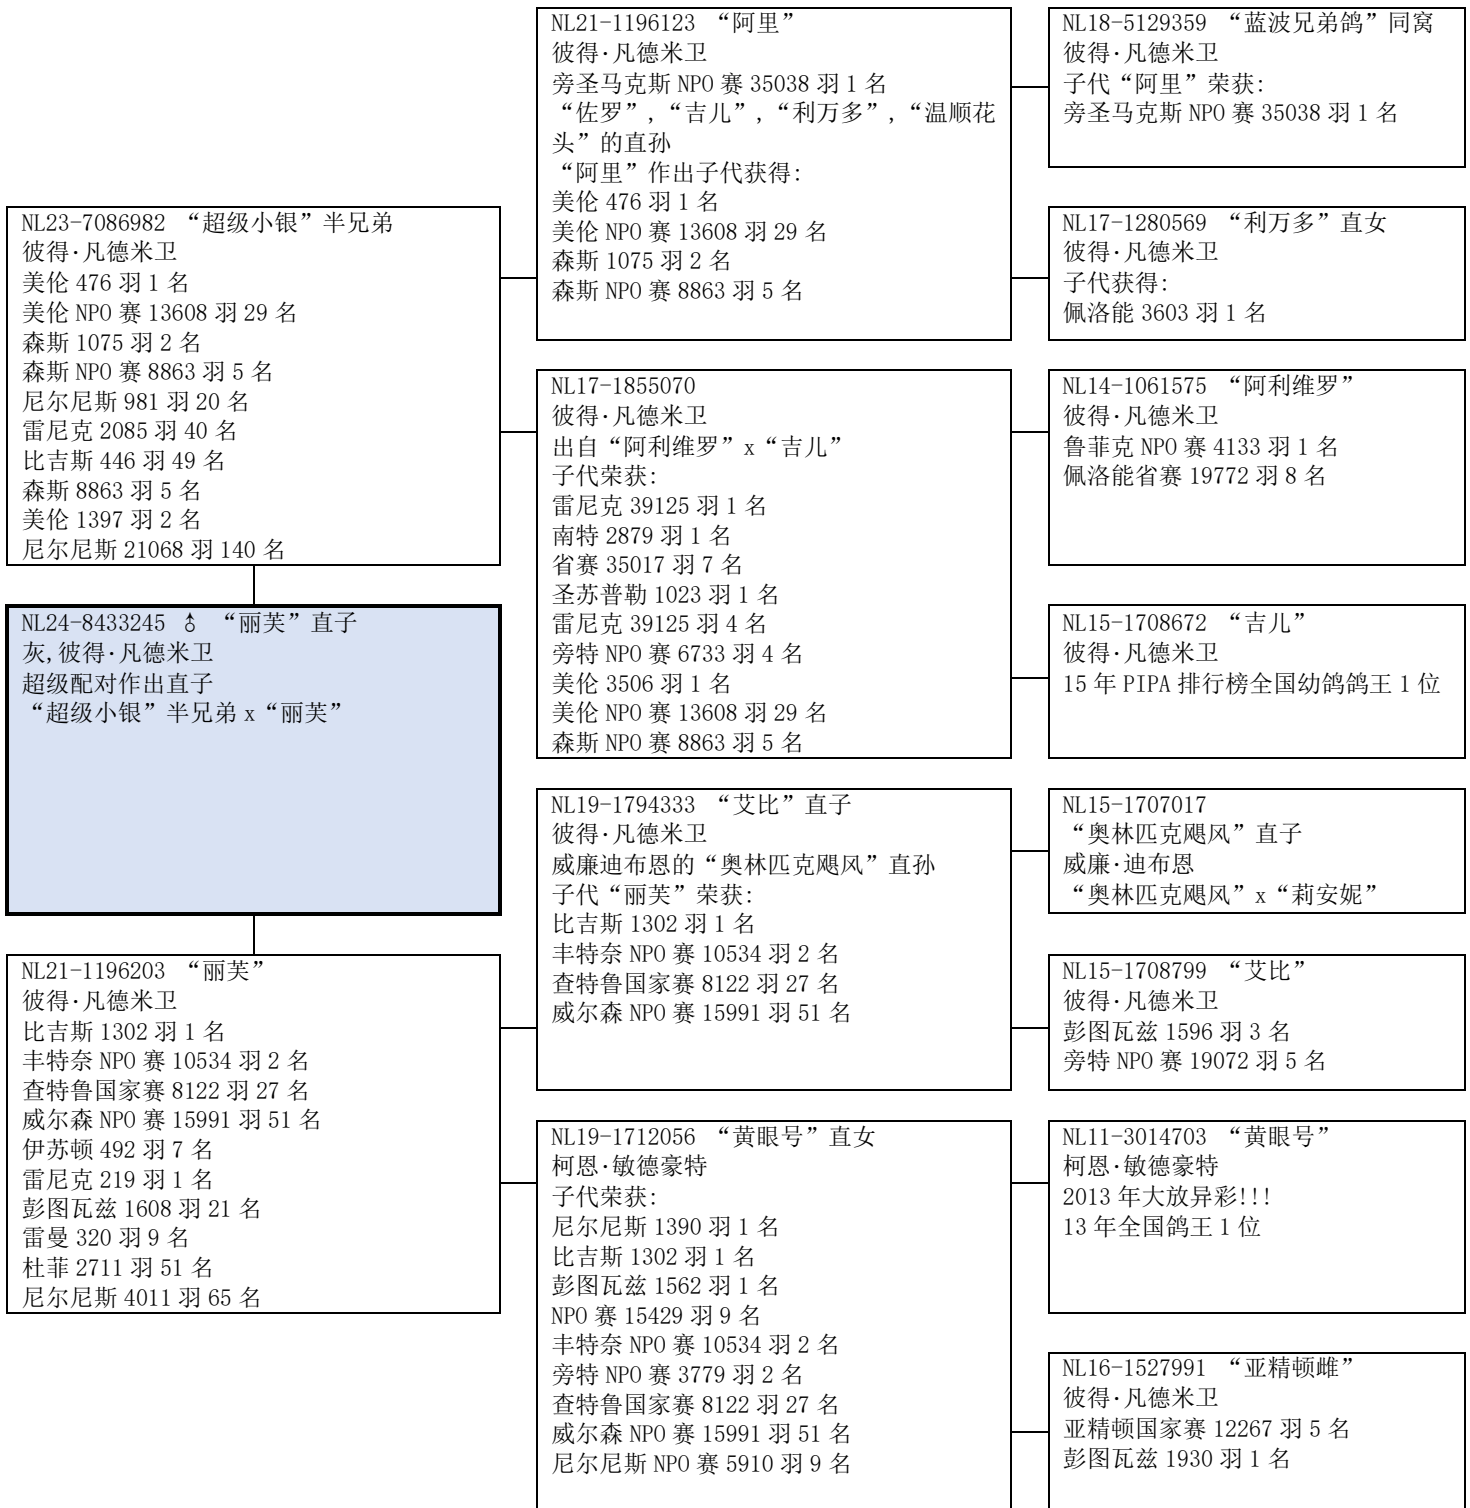 NL23-7086982 “超级小银”半兄弟
彼得·凡德米卫
美伦 476 羽 1 名
美伦 NPO 赛 13608 羽 29 名
森斯 1075 羽 2 名
森斯 NPO 赛 8863 羽 5 名
尼尔尼斯 981 羽 20 名
雷尼克 2085 羽 40 名
比吉斯 446 羽 49 名
森斯 8863 羽 5 名
美伦 1397 羽 2 名
尼尔尼斯 21068 羽 140 名
NL24-8433245 ♂ “丽芙”直子
灰,彼得·凡德米卫
超级配对作出直子
“超级小银”半兄弟 x“丽芙”
NL21-1196203 “丽芙”
彼得·凡德米卫
比吉斯 1302 羽 1 名
丰特奈 NPO 赛 10534 羽 2 名
查特鲁国家赛 8122 羽 27 名
威尔森 NPO 赛 15991 羽 51 名
伊苏顿 492 羽 7 名
雷尼克 219 羽 1 名
彭图瓦兹 1608 羽 21 名
雷曼 320 羽 9 名
杜菲 2711 羽 51 名
尼尔尼斯 4011 羽 65 名
NL21-1196123 “阿里”
彼得·凡德米卫
旁圣马克斯 NPO 赛 35038 羽 1 名
“佐罗”,“吉儿”,“利万多”,“温顺花
头”的直孙
“阿里”作出子代获得:
美伦 476 羽 1 名
美伦 NPO 赛 13608 羽 29 名
森斯 1075 羽 2 名
森斯 NPO 赛 8863 羽 5 名
NL17-1855070
彼得·凡德米卫
出自“阿利维罗”x“吉儿”
子代荣获:
雷尼克 39125 羽 1 名
南特 2879 羽 1 名
省赛 35017 羽 7 名
圣苏普勒 1023 羽 1 名
雷尼克 39125 羽 4 名
旁特 NPO 赛 6733 羽 4 名
美伦 3506 羽 1 名
美伦 NPO 赛 13608 羽 29 名
森斯 NPO 赛 8863 羽 5 名
NL19-1794333 “艾比”直子
彼得·凡德米卫
威廉迪布恩的“奥林匹克飓风”直孙
子代“丽芙”荣获:
比吉斯 1302 羽 1 名
丰特奈 NPO 赛 10534 羽 2 名
查特鲁国家赛 8122 羽 27 名
威尔森 NPO 赛 15991 羽 51 名
NL19-1712056 “黄眼号”直女
柯恩·敏德豪特
子代荣获:
尼尔尼斯 1390 羽 1 名
比吉斯 1302 羽 1 名
彭图瓦兹 1562 羽 1 名
NPO 赛 15429 羽 9 名
丰特奈 NPO 赛 10534 羽 2 名
旁特 NPO 赛 3779 羽 2 名
查特鲁国家赛 8122 羽 27 名
威尔森 NPO 赛 15991 羽 51 名
尼尔尼斯 NPO 赛 5910 羽 9 名
NL18-5129359 “蓝波兄弟鸽”同窝
彼得·凡德米卫
子代“阿里”荣获:
旁圣马克斯 NPO 赛 35038 羽 1 名
NL17-1280569 “利万多”直女
彼得·凡德米卫
子代获得:
佩洛能 3603 羽 1 名
NL14-1061575 “阿利维罗”
彼得·凡德米卫
鲁菲克 NPO 赛 4133 羽 1 名
佩洛能省赛 19772 羽 8 名
NL15-1708672 “吉儿”
彼得·凡德米卫
15 年 PIPA 排行榜全国幼鸽鸽王 1 位
NL15-1707017
“奥林匹克飓风”直子
威廉·迪布恩
“奥林匹克飓风”x“莉安妮”
NL15-1708799 “艾比”
彼得·凡德米卫
彭图瓦兹 1596 羽 3 名
旁特 NPO 赛 19072 羽 5 名
NL11-3014703 “黄眼号”
柯恩·敏德豪特
2013 年大放异彩!!!
13 年全国鸽王 1 位
NL16-1527991 “亚精顿雌”
彼得·凡德米卫
亚精顿国家赛 12267 羽 5 名
彭图瓦兹 1930 羽 1 名